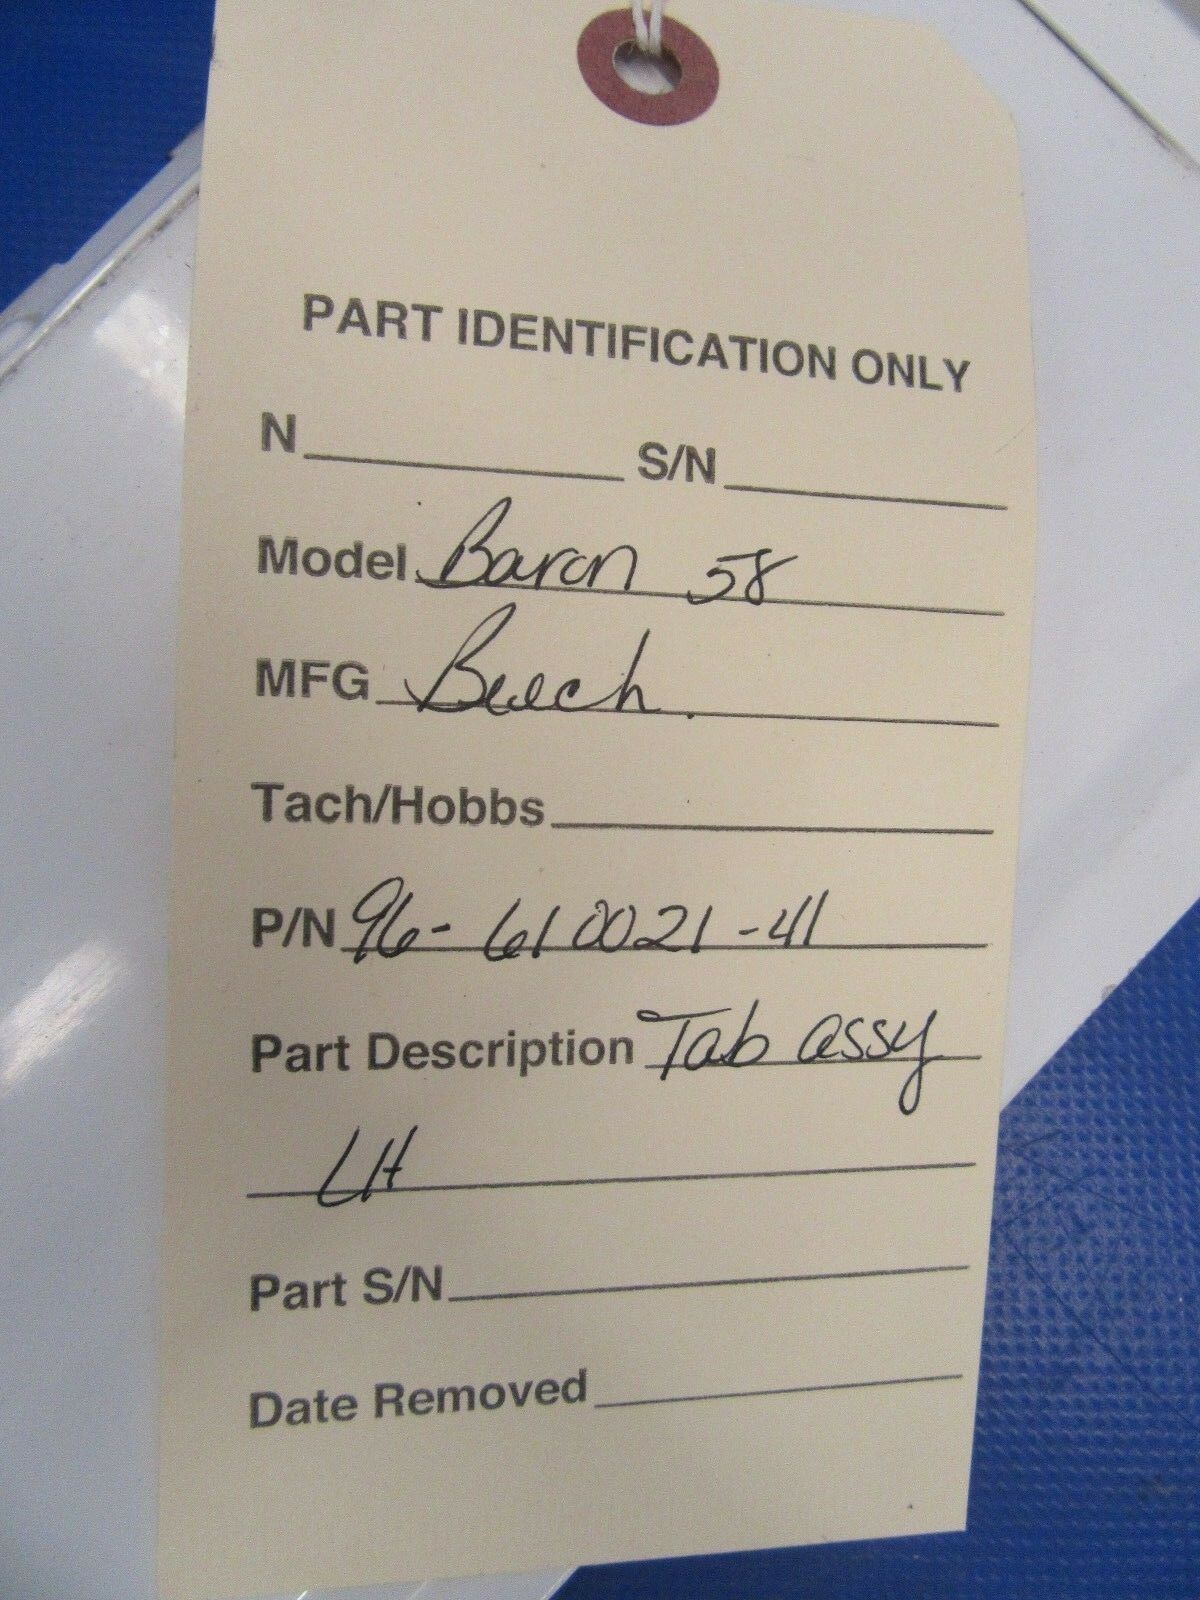 PART IDENTIFICATION ONLY
N S/N
Model Baron 58
MFG Beech.
Tach/Hobbs
P/N 96-610021-41
Part Description Tab assy
LH
Part S/N
Date Removed